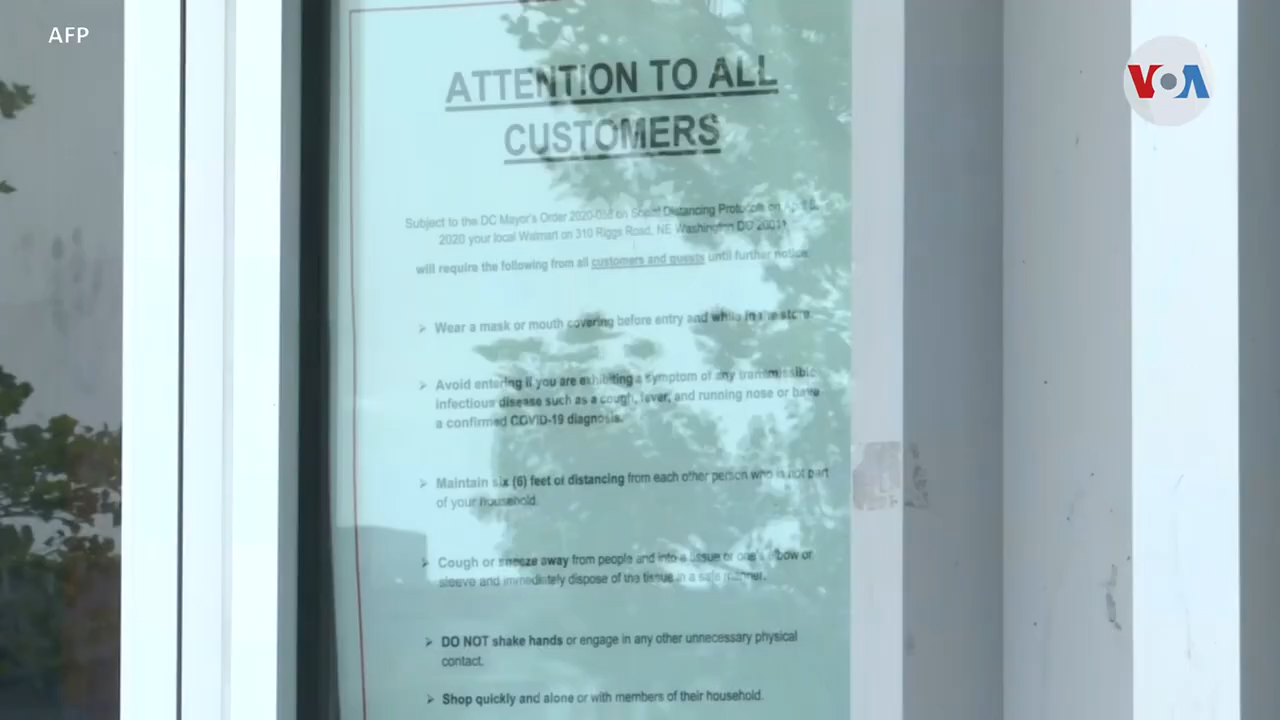 AFP
VOA
ATTENTION TO ALL
CUSTOMERS
Subject to the DC Mayor's Order 2020- on Social Distancing Protocols on April
2020 your local Walmart on 310 Riggs Road, NE Washington DC 20011
will require the following from all customers and guests until further notice.
➢ Wear a mask or mouth covering before entry and while in the store.
➢ Avoid entering if you are exhibiting a symptom of any transmissible
infectious disease such as a cough, fever, and running nose or have
a confirmed COVID-19 diagnosis.
➢ Maintain six (6) feet of distancing from each other person who is not part
of your household.
➢ Cough or sneeze away from people and into a tissue or one's elbow or
sleeve and immediately dispose of the tissue in a safe manner.
➢ DO NOT shake hands or engage in any other unnecessary physical
contact.
➢ Shop quickly and alone or with members of their household.